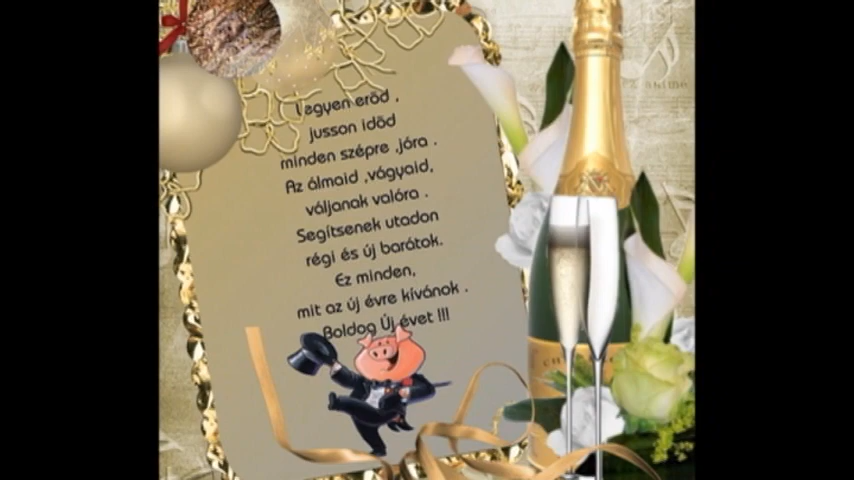 Legyen erőd ,
jusson időd
minden szépre ,jóra .
Az álmaid ,vágyaid,
váljanak valóra .
Segítsenek utadon
régi és új barátok.
Ez minden,
mit az új évre kívánok .
Boldog Új évet !!!